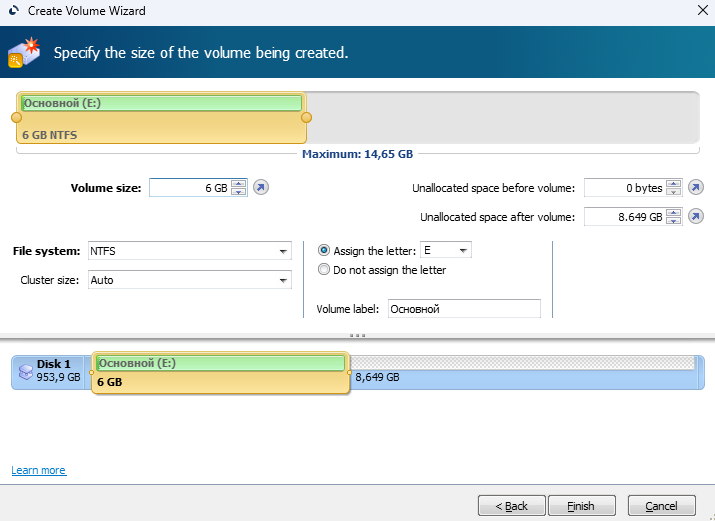 Create Volume Wizard
Specify the size of the volume being created.
Основной (E:)
6 GB NTFS
Maximum: 14,65 GB
Volume size: 6 GB
Unallocated space before volume: 0 bytes
Unallocated space after volume: 8.649 GB
File system: NTFS
Assign the letter: E
Cluster size: Auto
Do not assign the letter
Volume label: Основной
Disk 1
953,9 GB
Основной (E:)
6 GB
8,649 GB
Learn more
< Back
Finish
Cancel